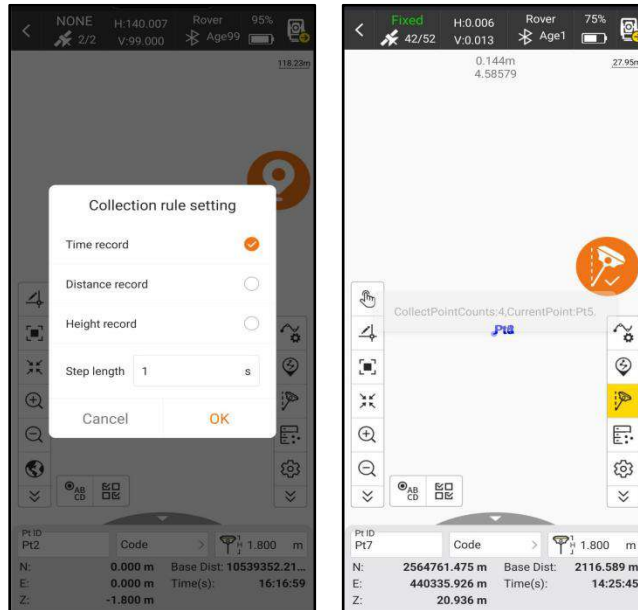 NONE H:140.007 Rover 95%
2/2 V:99.000 Age99
118.23m
Collection rule setting
Time record
Distance record
Height record
Step length 1 s
Cancel OK
AB
CD
Pt ID
Pt2 Code > H 1.800 m
N: 0.000 m Base Dist: 10539352.21...
E: 0.000 m Time(s): 16:16:59
Z: -1.800 m
Fixed H:0.006 Rover 75%
42/52 V:0.013 Age1
0.144m
4.58579
27.95m
CollectPointCounts:4,CurrentPoint:Pt5.
AB
CD
Pt ID
Pt7 Code > H 1.800 m
N: 2564761.475 m Base Dist: 2116.589 m
E: 440335.926 m Time(s): 14:25:45
Z: 20.936 m